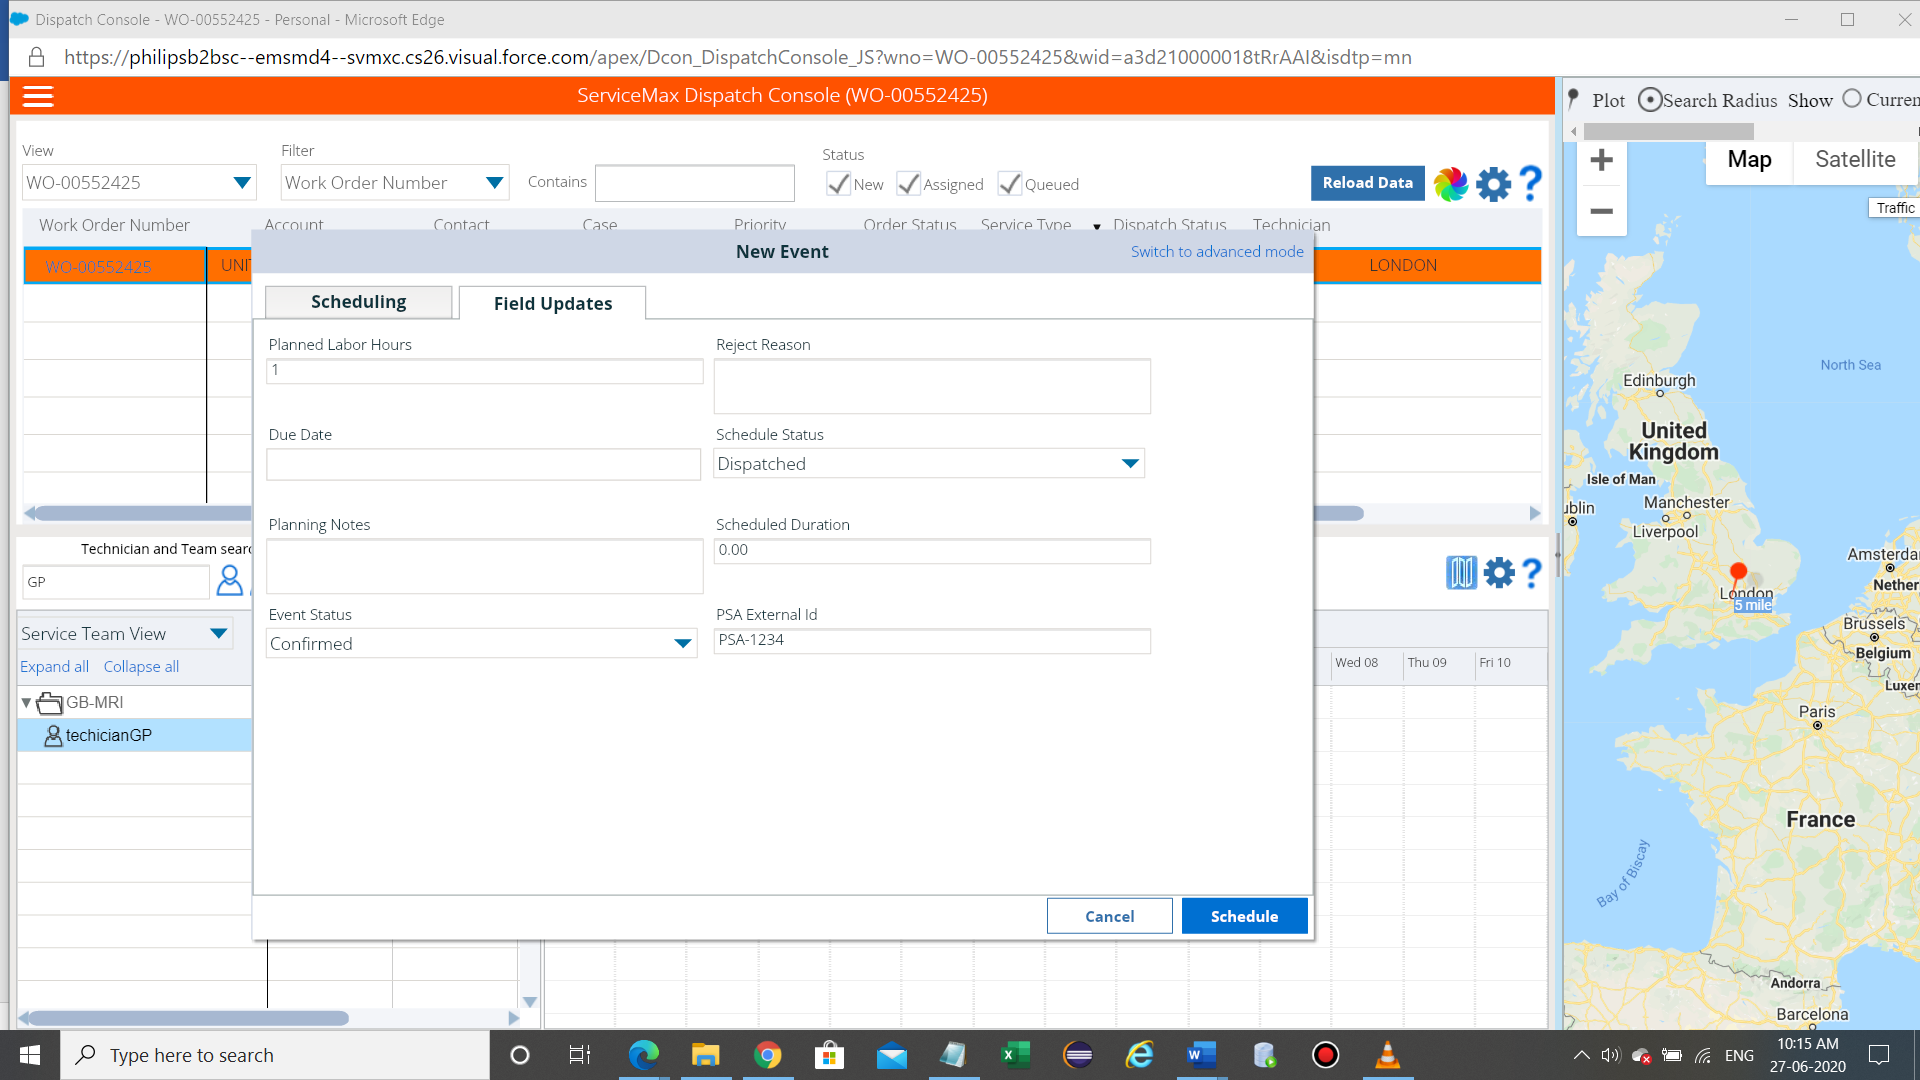 Dispatch Console - WO-00552425 - Personal - Microsoft Edge
https://philipsb2bsc--emsmd4--svmxc.cs26.visual.force.com/apex/Dcon_DispatchConsole_JS?wno=WO-00552425&wid=a3d210000018tRrAAI&isdtp=mn
ServiceMax Dispatch Console (WO-00552425)
Plot Search Radius Show Curren
View
Filter
Status
WO-00552425
Work Order Number
Contains
New
Assigned
Queued
Reload Data
Map
Satellite
Traffic
Work Order Number Account Contact Case Priority Order Status Service Type Dispatch Status Technician
WO-00552425 UNI LONDON
New Event
Switch to advanced mode
Scheduling
Field Updates
Planned Labor Hours
1
Reject Reason
Due Date
Schedule Status
Dispatched
Planning Notes
Scheduled Duration
0.00
Event Status
Confirmed
PSA External Id
PSA-1234
Cancel
Schedule
Technician and Team searc
GP
Service Team View
Expand all Collapse all
GB-MRI
techicianGP
Wed 08
Thu 09
Fri 10
North Sea
Edinburgh
United
Kingdom
Isle of Man
Manchester
ublin
Liverpool
Amsterda
Nether
London
5 mile
Brussels
Belgium
Luxer
Paris
France
Bay of Biscay
Andorra
Barcelona
Type here to search
ENG
10:15 AM
27-06-2020